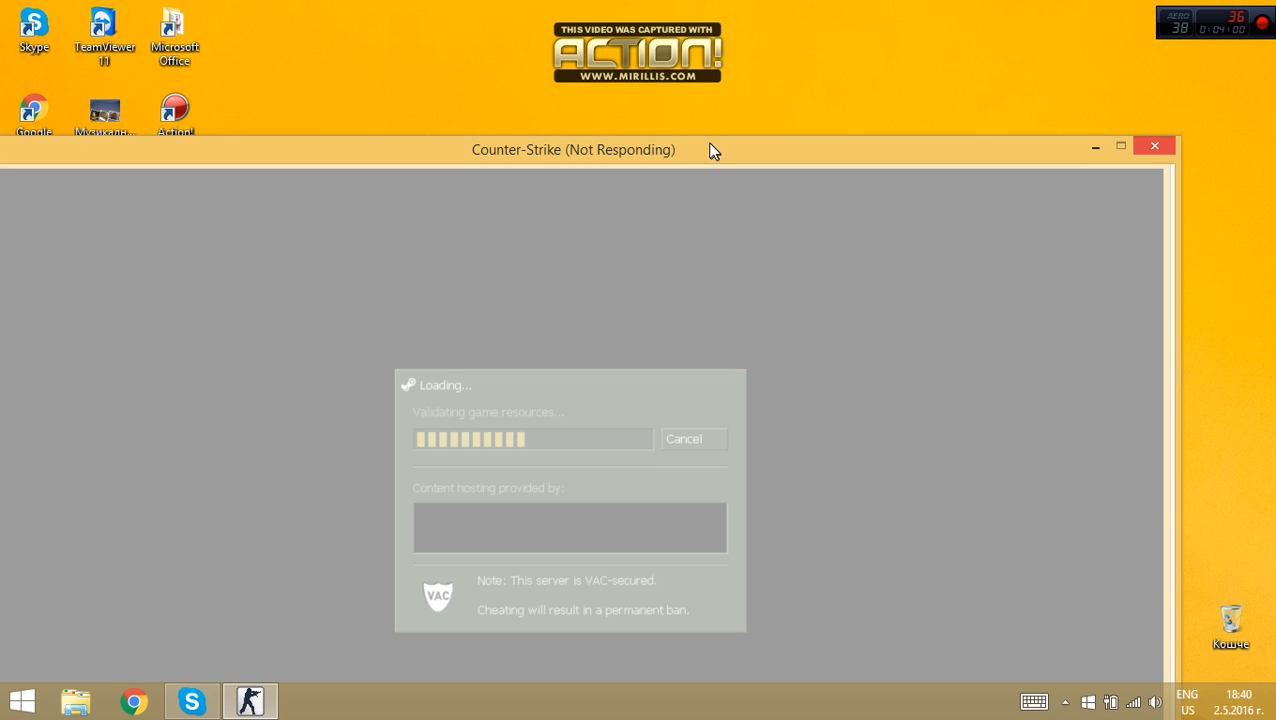 Skype
TeamViewer
11
Microsoft
Office
THIS VIDEO WAS CAPTURED WITH
ACTION!
WWW.MIRILLIS.COM
AERO
38
36
0:04:00
Google
Музикалн...
Action!
Counter-Strike (Not Responding)
Loading...
Validating game resources...
Cancel
Content hosting provided by:
VAC
Note: This server is VAC-secured.
Cheating will result in a permanent ban.
Кошче
ЕНГ
US
18:40
2.5.2016 г.